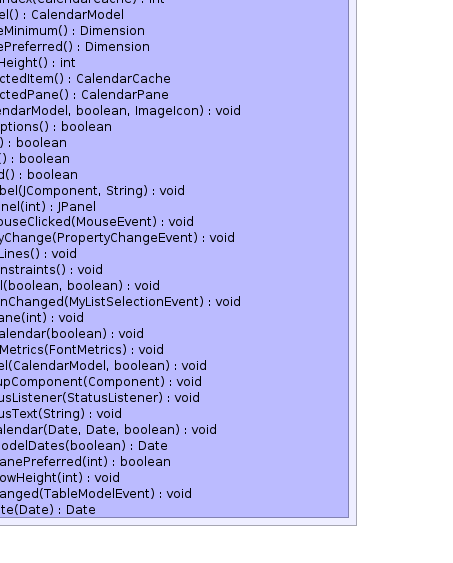 ndex(CalendarCache) : int
el() : CalendarModel
eMinimum() : Dimension
ePreferred() : Dimension
Height() : int
ctedItem() : CalendarCache
ctedPane() : CalendarPane
endarModel, boolean, ImageIcon) : void
ptions() : boolean
) : boolean
() : boolean
d() : boolean
bel(JComponent, String) : void
nel(int) : JPanel
ouseClicked(MouseEvent) : void
yChange(PropertyChangeEvent) : void
Lines() : void
nstraints() : void
l(boolean, boolean) : void
onChanged(MyListSelectionEvent) : void
ane(int) : void
alendar(boolean) : void
Metrics(FontMetrics) : void
el(CalendarModel, boolean) : void
upComponent(Component) : void
usListener(StatusListener) : void
usText(String) : void
alendar(Date, Date, boolean) : void
nodelDates(boolean) : Date
anePreferred(int) : boolean
owHeight(int) : void
anged(TableModelEvent) : void
te(Date) : Date